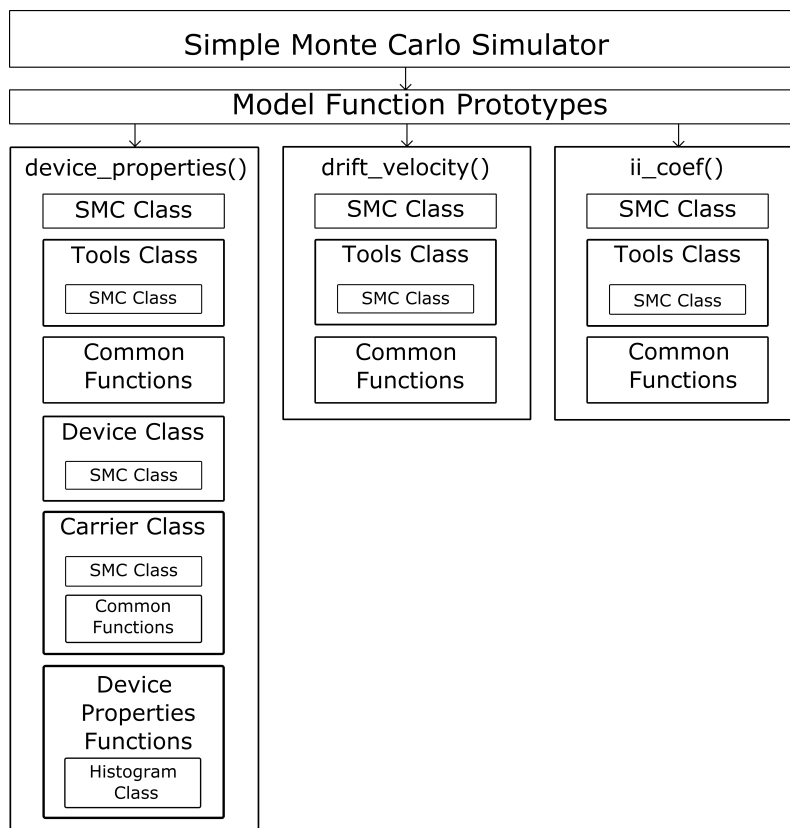 Simple Monte Carlo Simulator
Model Function Prototypes
device_properties()
SMC Class
Tools Class
SMC Class
Common
Functions
Device Class
SMC Class
Carrier Class
SMC Class
Common
Functions
Device
Properties
Functions
Histogram
Class
drift_velocity()
SMC Class
Tools Class
SMC Class
Common
Functions
ii_coef()
SMC Class
Tools Class
SMC Class
Common
Functions